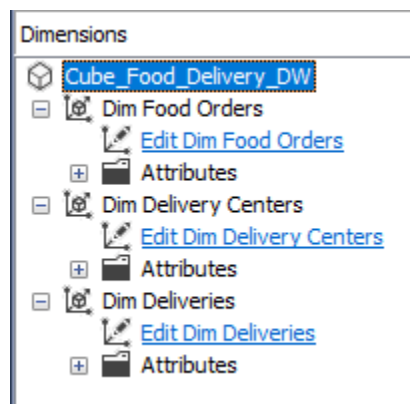 Dimensions
Cube_Food_Delivery_DW
Dim Food Orders
Edit Dim Food Orders
Attributes
Dim Delivery Centers
Edit Dim Delivery Centers
Attributes
Dim Deliveries
Edit Dim Deliveries
Attributes